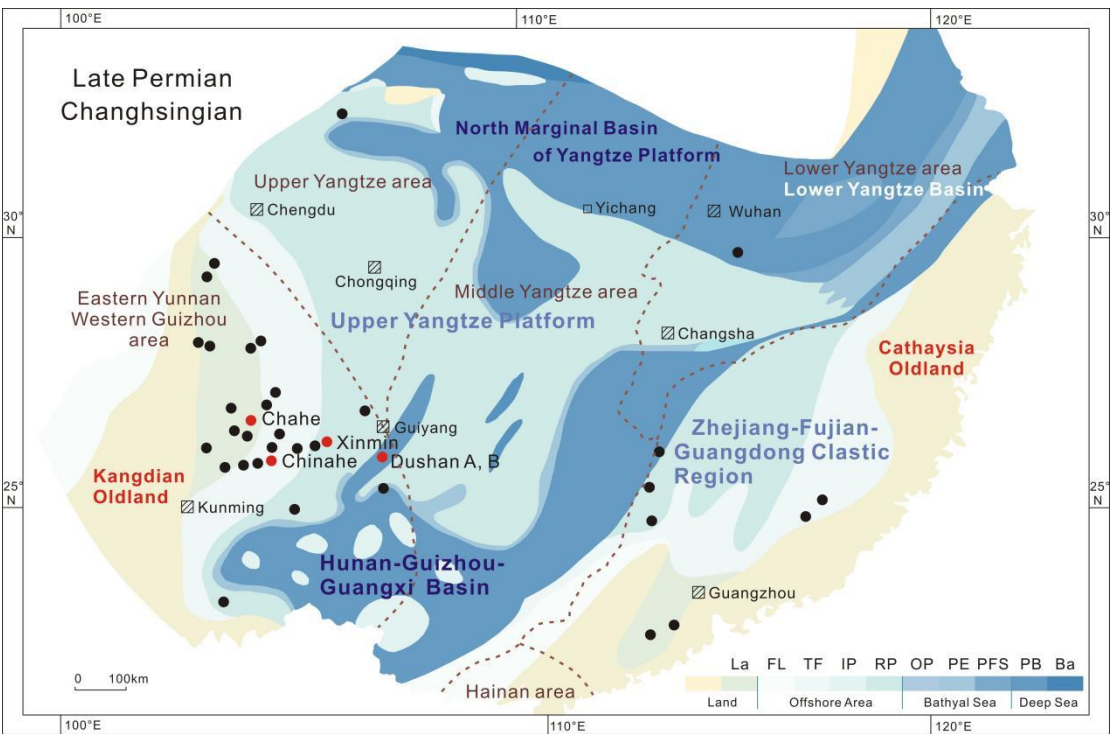 100°E
110°E
120°E
Late Permian
Changhsingian
North Marginal Basin
of Yangtze Platform
Lower Yangtze area
Lower Yangtze Basin
Upper Yangtze area
30°
N
Chengdu
Yichang
Wuhan
30°
N
Chongqing
Middle Yangtze area
Eastern Yunnan
Western Guizhou
area
Upper Yangtze Platform
Changsha
Cathaysia
Oldland
Chahe
Guiyang
Xinmin
Zhejiang-Fujian-
Guangdong Clastic
Region
Chinahe
Dushan A, B
Kangdian
Oldland
25°
N
Kunming
25°
N
Hunan-Guizhou-
Guangxi Basin
Guangzhou
0 100km
Hainan area
La FL TF IP RP OP PE PFS PB Ba
Land Offshore Area Bathyal Sea Deep Sea
100°E
110°E
120°E